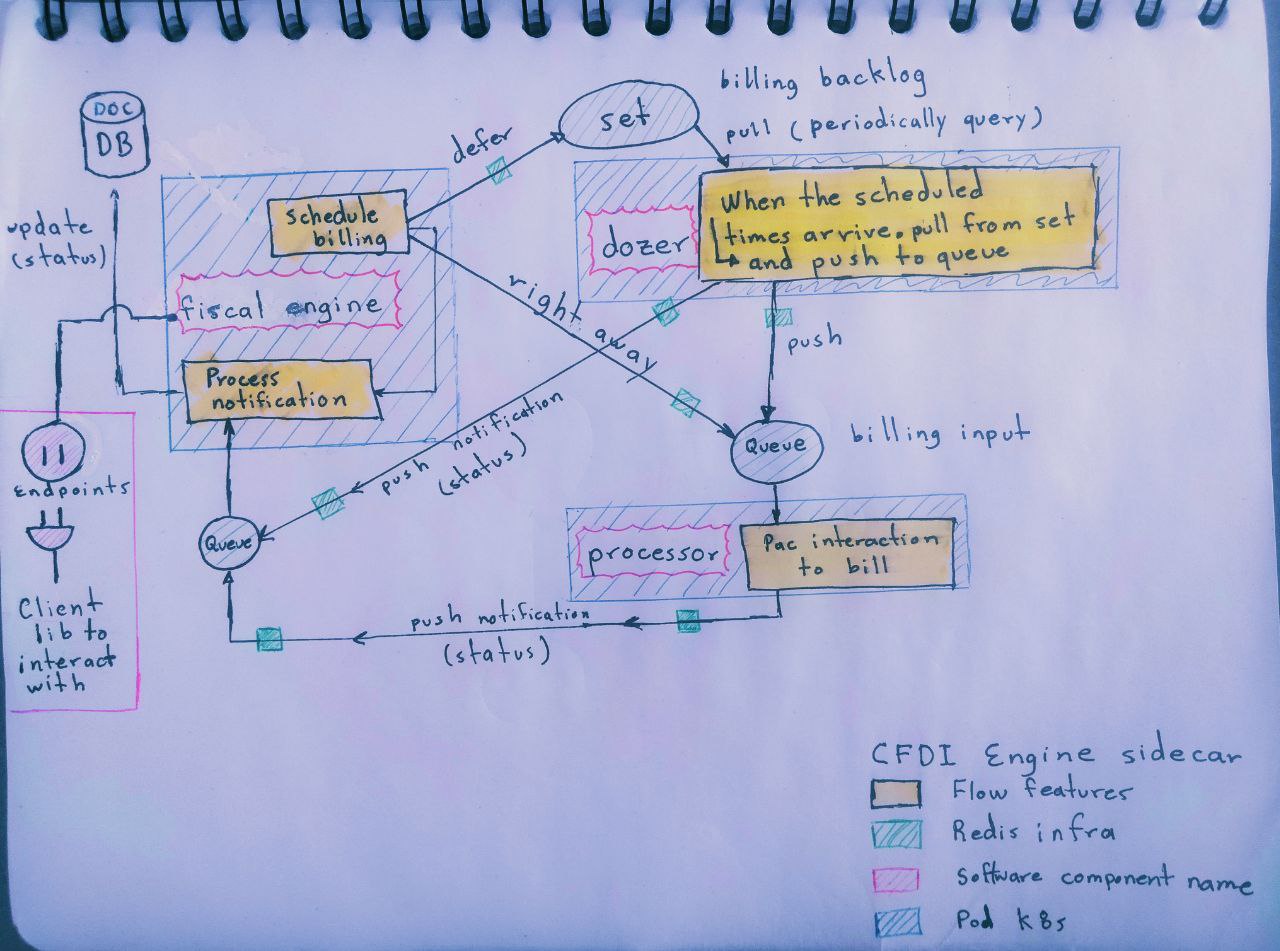 billing backlog
pull (periodically query)
DOC
DB
set
defer
update
(status)
Schedule
billing
When the scheduled
times arrive. pull from set
and push to queue
dozer
fiscal engine
right away
push
Process
notification
push notification
(status)
Queue
billing input
Endpoints
Queue
processor
Pac interaction
to bill
Client
lib to
interact
with
push notification
(status)
CFDI Engine sidecar
Flow features
Redis infra
Software component name
Pod k8s